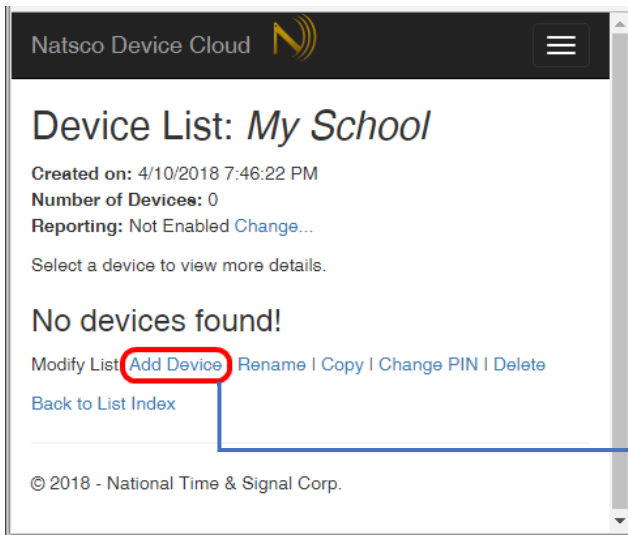 Natsco Device Cloud
Device List: My School
Created on: 4/10/2018 7:46:22 PM
Number of Devices: 0
Reporting: Not Enabled Change...
Select a device to view more details.
No devices found!
Modify List: Add Device | Rename | Copy | Change PIN | Delete
Back to List Index
© 2018 - National Time & Signal Corp.